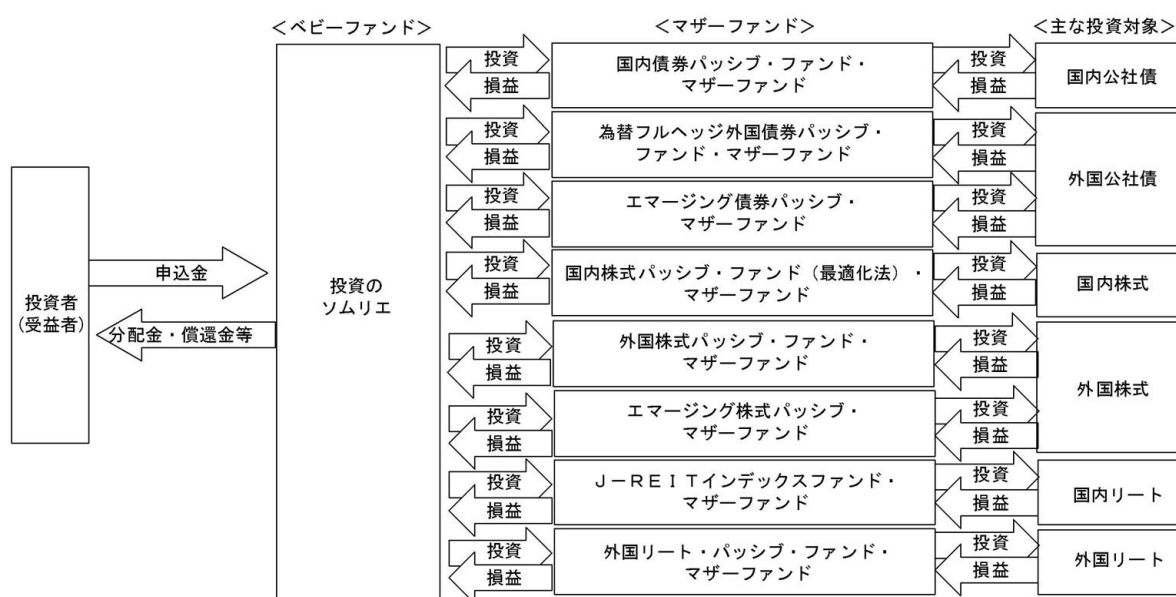 ＜ベビーファンド＞
＜マザーファンド＞
＜主な投資対象＞
投資者
(受益者)
申込金
分配金・償還金等
投資の
ソムリエ
投資
損益
国内債券パッシブ・ファンド・
マザーファンド
投資
損益
国内公社債
投資
損益
為替フルヘッジ外国債券パッシブ・
ファンド・マザーファンド
投資
損益
外国公社債
投資
損益
エマージング債券パッシブ・
マザーファンド
投資
損益
投資
損益
国内株式パッシブ・ファンド（最適化法）・
マザーファンド
投資
損益
国内株式
投資
損益
外国株式パッシブ・ファンド・
マザーファンド
投資
損益
外国株式
投資
損益
エマージング株式パッシブ・
マザーファンド
投資
損益
投資
損益
Ｊ－ＲＥＩＴインデックスファンド・
マザーファンド
投資
損益
国内リート
投資
損益
外国リート・パッシブ・ファンド・
マザーファンド
投資
損益
外国リート